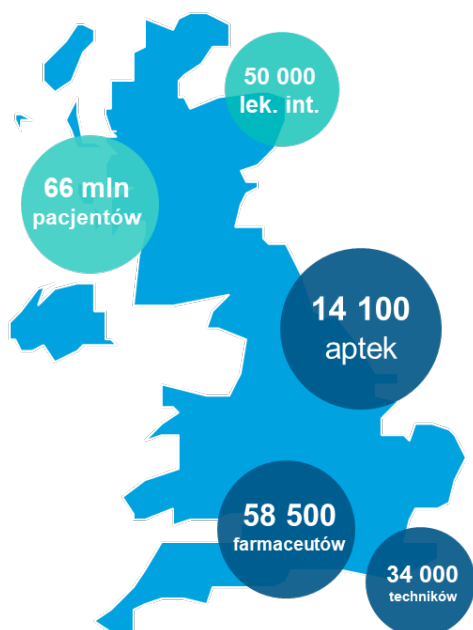 50 000
lek. int.
66 mln
pacjentów
14 100
aptek
58 500
farmaceutów
34 000
techników